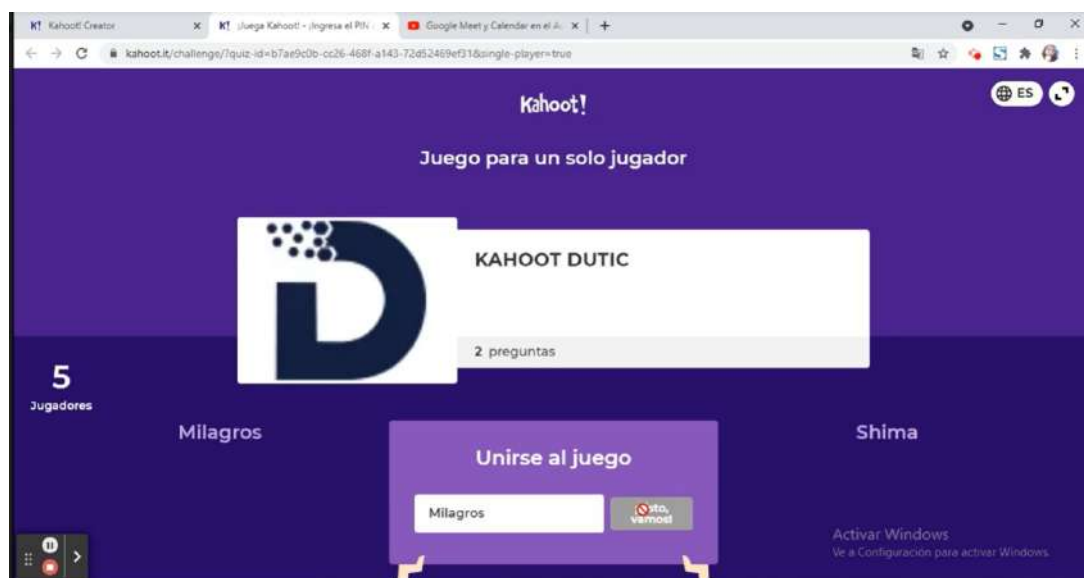 K! Kahoot! Creator
K! ¡Juega Kahoot! - ¡Ingresa el PIN
Google Meet y Calendar en el A
kahoot.it/challenge/?quiz-id=b7ae9c0b-cc26-468f-a143-72d52469ef31&single-player=true
Kahoot!
ES
Juego para un solo jugador
KAHOOT DUTIC
2 preguntas
5
Jugadores
Milagros
Shima
Unirse al juego
Milagros
vamos!
Activar Windows
Ve a Configuración para activar Windows.